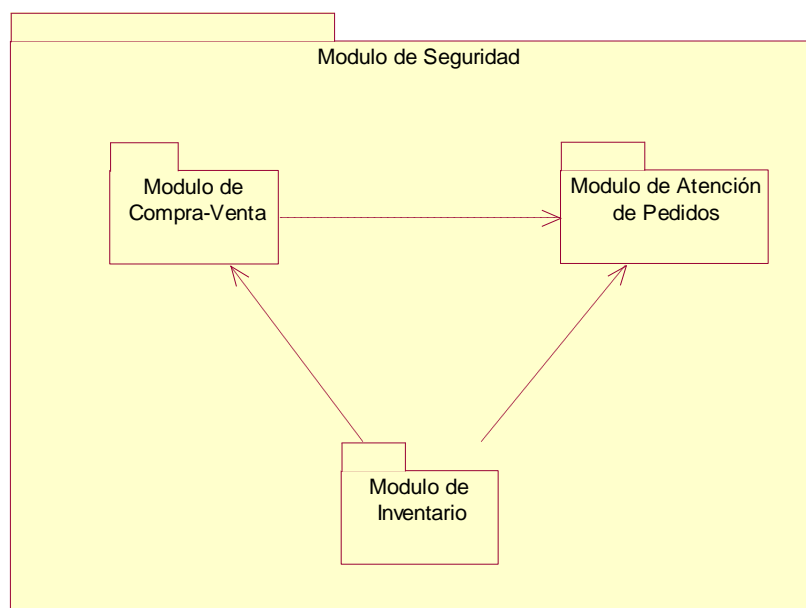 Modulo de Seguridad
Modulo de
Compra-Venta
Modulo de Atención
de Pedidos
Modulo de
Inventario